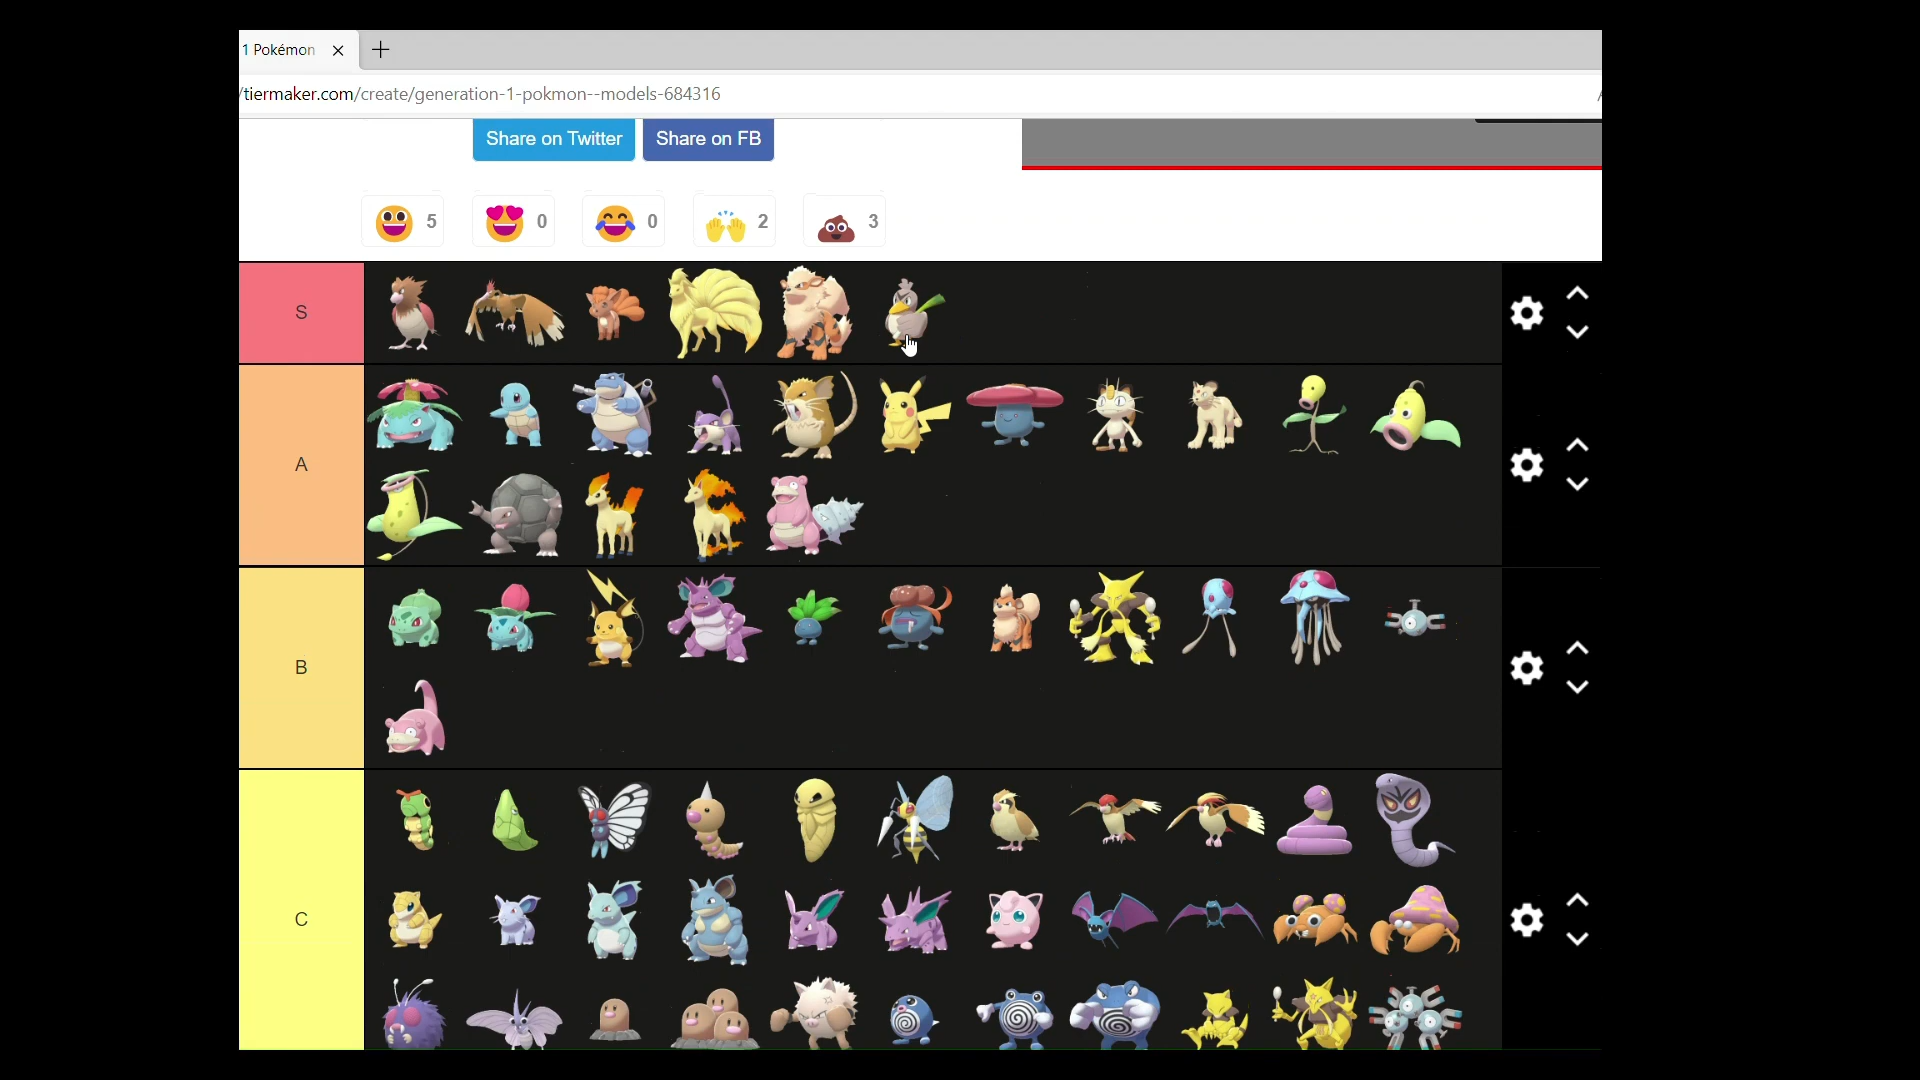 1 Pokémon
/tiermaker.com/create/generation-1-pokmon--models-684316
Share on Twitter Share on FB
5 0 0 2 3
S
A
B
C